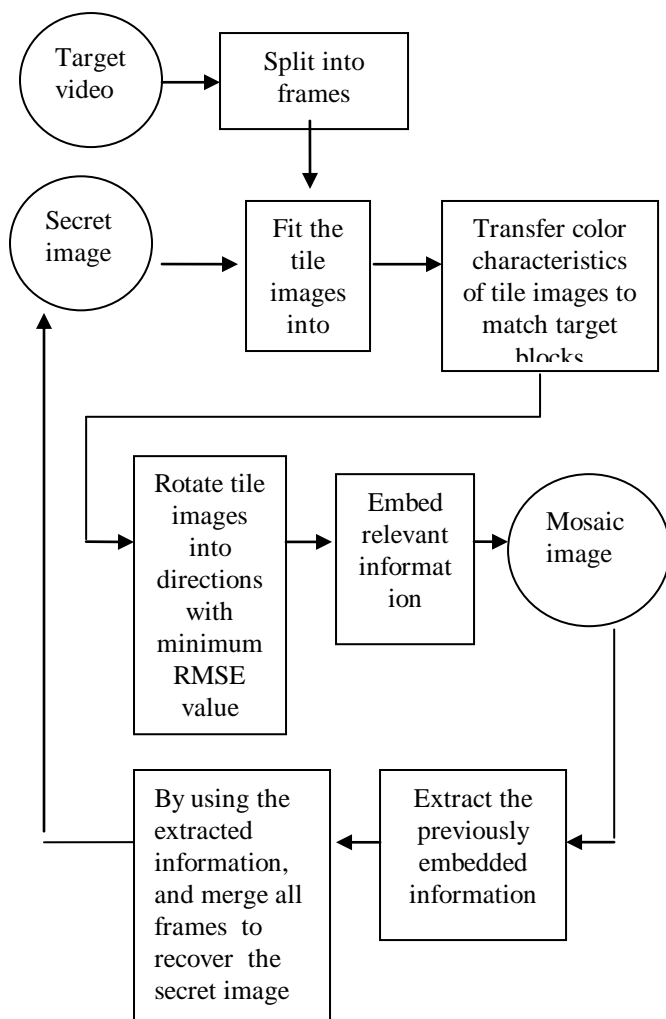 Target
video
Split into
frames
Secret
image
Fit the
tile
images
into
Transfer color
characteristics
of tile images to
match target
blocks
Rotate tile
images
into
directions
with
minimum
RMSE
value
Embed
relevant
informat
ion
Mosaic
image
By using the
extracted
information,
and merge all
frames to
recover the
secret image
Extract the
previously
embedded
information